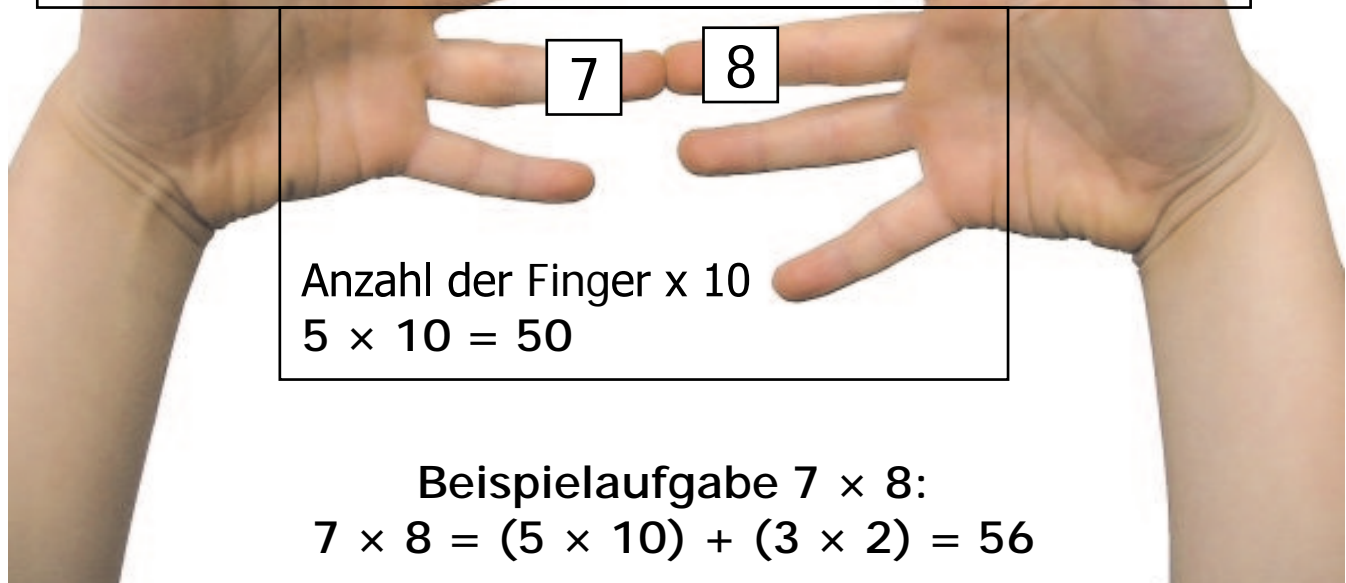 7 8
Anzahl der Finger x 10
5 × 10 = 50
Beispielaufgabe 7 × 8:
7 × 8 = (5 × 10) + (3 × 2) = 56